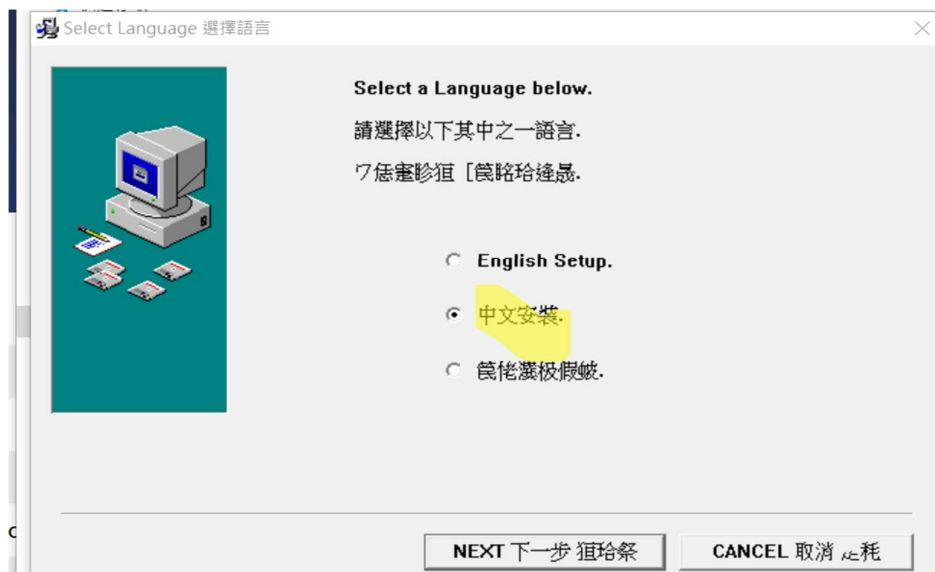 Select Language 選擇語言
Select a Language below.
請選擇以下其中之一語言.
English Setup.
中文安裝.
NEXT 下一步
CANCEL 取消